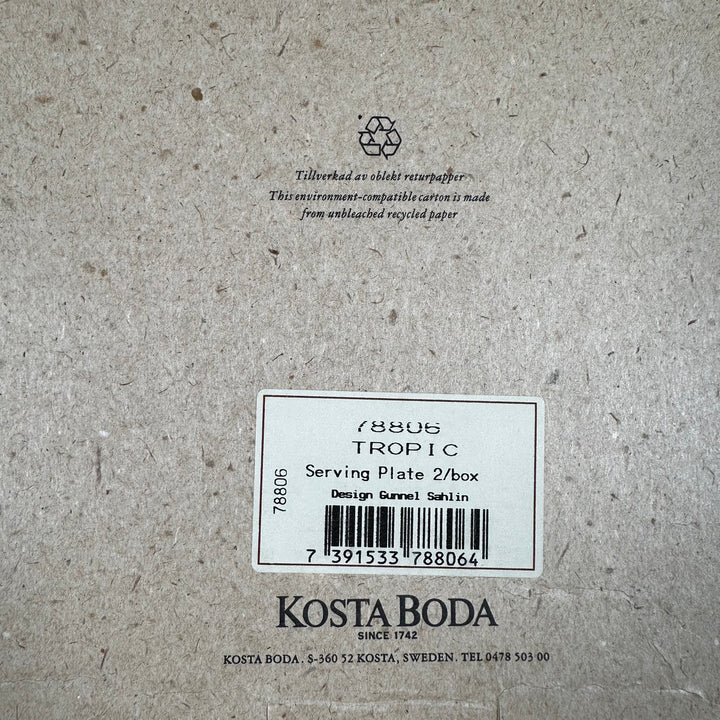 Tillverkad av oblekt returpapper
This environment-compatible carton is made
from unbleached recycled paper
78806
TROPIC
Serving Plate 2/box
Design Gunnel Sahlin
78806
7 391533 788064
KOSTA BODA
SINCE 1742
KOSTA BODA. S-360 52 KOSTA, SWEDEN. TEL 0478 503 00